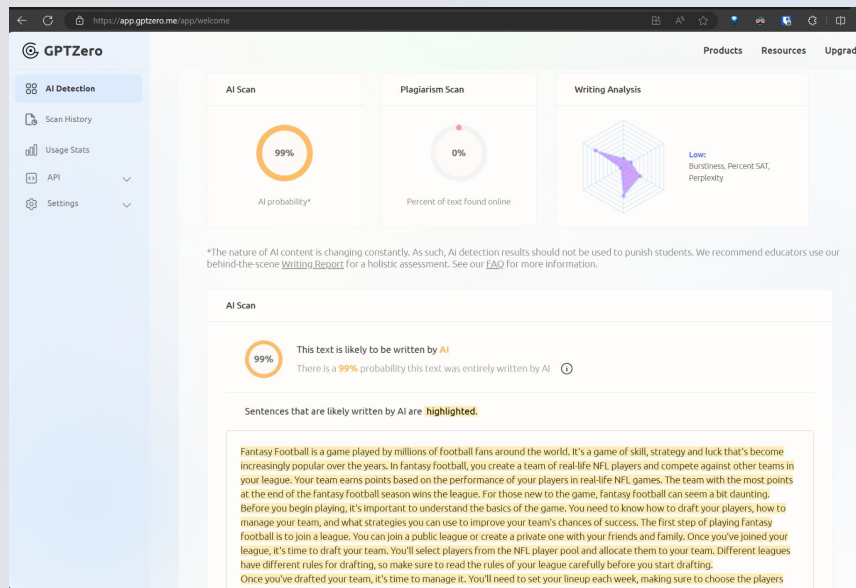 https://app.gptzero.me/app/welcome
GPTZero
Products Resources Upgrad
AI Detection
Scan History
Usage Stats
API
Settings
AI Scan
99%
AI probability*
Plagiarism Scan
0%
Percent of text found online
Writing Analysis
Low:
Burstiness, Percent SAT,
Perplexity
*The nature of AI content is changing constantly. As such, Ai detection results should not be used to punish students. We recommend educators use our
behind-the-scene Writing Report for a holistic assessment. See our FAQ for more information.
AI Scan
99%
This text is likely to be written by AI
There is a 99% probability this text was entirely written by AI
Sentences that are likely written by AI are highlighted.
Fantasy Football is a game played by millions of football fans around the world. It's a game of skill, strategy and luck that's become
increasingly popular over the years. In fantasy football, you create a team of real-life NFL players and compete against other teams in
your league. Your team earns points based on the performance of your players in real-life NFL games. The team with the most points
at the end of the fantasy football season wins the league. For those new to the game, fantasy football can seem a bit daunting.
Before you begin playing, it's important to understand the basics of the game. You need to know how to draft your players, how to
manage your team, and what strategies you can use to improve your team's chances of success. The first step of playing fantasy
football is to join a league. You can join a public league or create a private one with your friends and family. Once you've joined your
league, it's time to draft your team. You'll select players from the NFL player pool and allocate them to your team. Different leagues
have different rules for drafting, so make sure to read the rules of your league carefully before you start drafting.
Once you've drafted your team, it's time to manage it. You'll need to set your lineup each week, making sure to choose the players